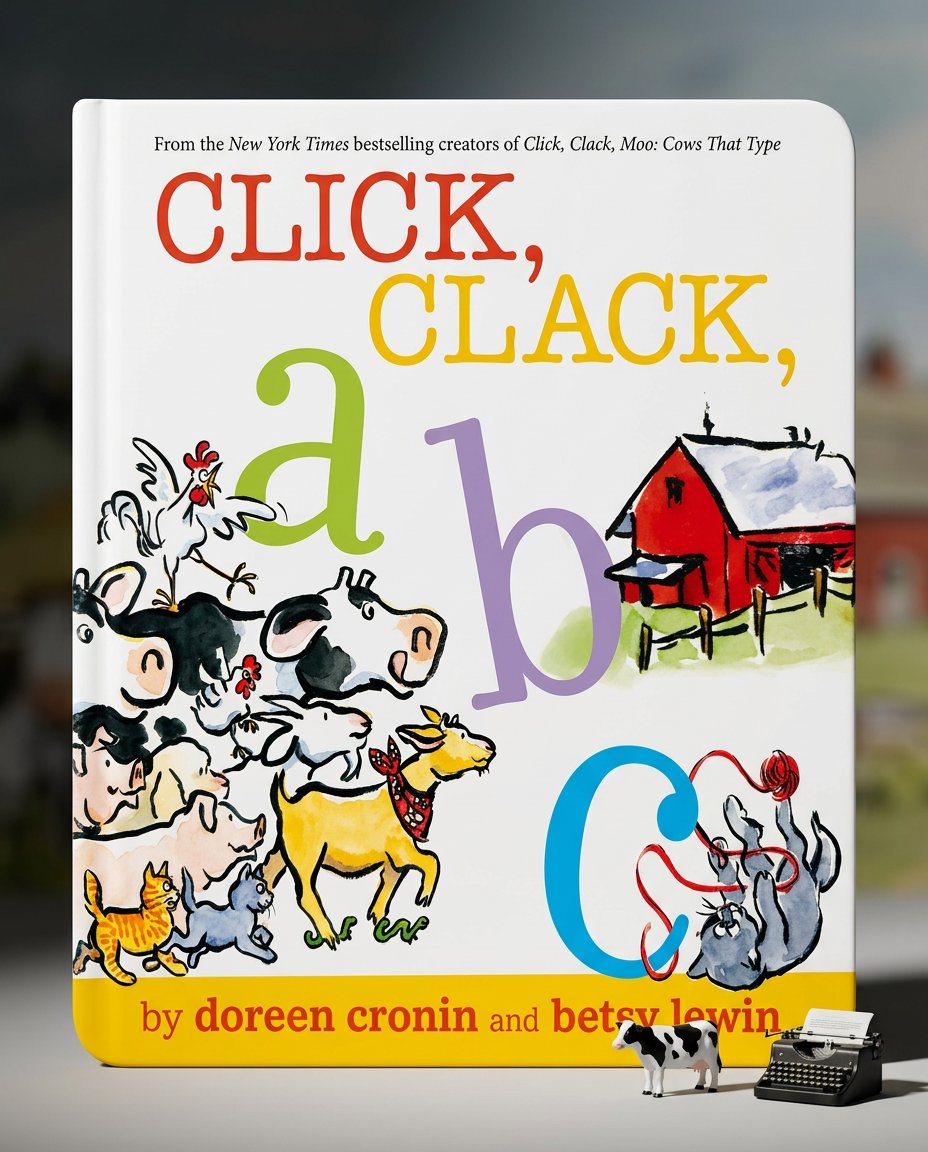 From the New York Times bestselling creators of Click, Clack, Moo: Cows That Type
CLICK,
CLACK,
a
b
c
by doreen cronin and betsy lewin